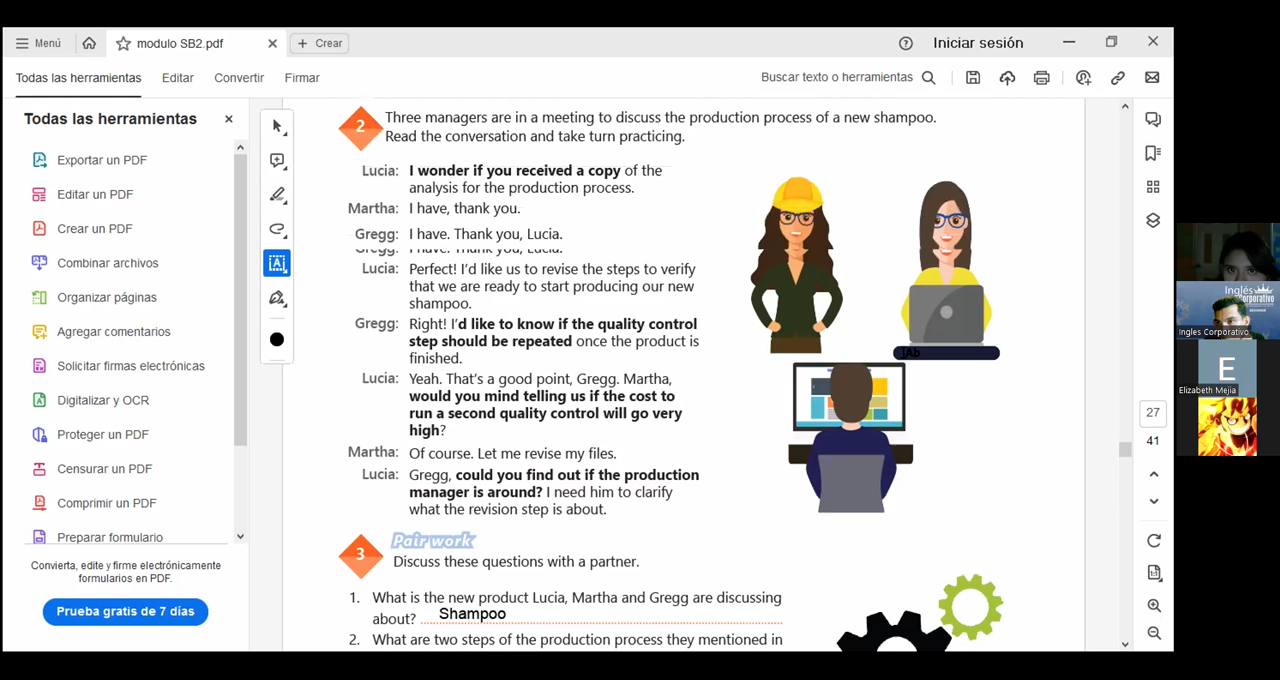 Menú
modulo SB2.pdf
Crear
Iniciar sesión
Todas las herramientas
Editar
Convertir
Firmar
Buscar texto o herramientas
Todas las herramientas
Exportar un PDF
Editar un PDF
Crear un PDF
Combinar archivos
Organizar páginas
Agregar comentarios
Solicitar firmas electrónicas
Digitalizar y OCR
Proteger un PDF
Censurar un PDF
Comprimir un PDF
Preparar formulario
Convierta, edite y firme electrónicamente
formularios en PDF.
Prueba gratis de 7 días
2
Three managers are in a meeting to discuss the production process of a new shampoo.
Read the conversation and take turn practicing.
Lucia: I wonder if you received a copy of the
analysis for the production process.
Martha: I have, thank you.
Gregg: I have. Thank you, Lucia.
Gregg: I have. Thank you, Lucia.
Lucia: Perfect! I'd like us to revise the steps to verify
that we are ready to start producing our new
shampoo.
Gregg: Right! I'd like to know if the quality control
step should be repeated once the product is
finished.
Lucia: Yeah. That's a good point, Gregg. Martha,
would you mind telling us if the cost to
run a second quality control will go very
high?
Martha: Of course. Let me revise my files.
Lucia: Gregg, could you find out if the production
manager is around? I need him to clarify
what the revision step is about.
3
Pair work
Discuss these questions with a partner.
1. What is the new product Lucia, Martha and Gregg are discussing
about? Shampoo
2. What are two steps of the production process they mentioned in
27
41
Inglés
Corporativo
Ingles Corporativo
E
Elizabeth Mejia